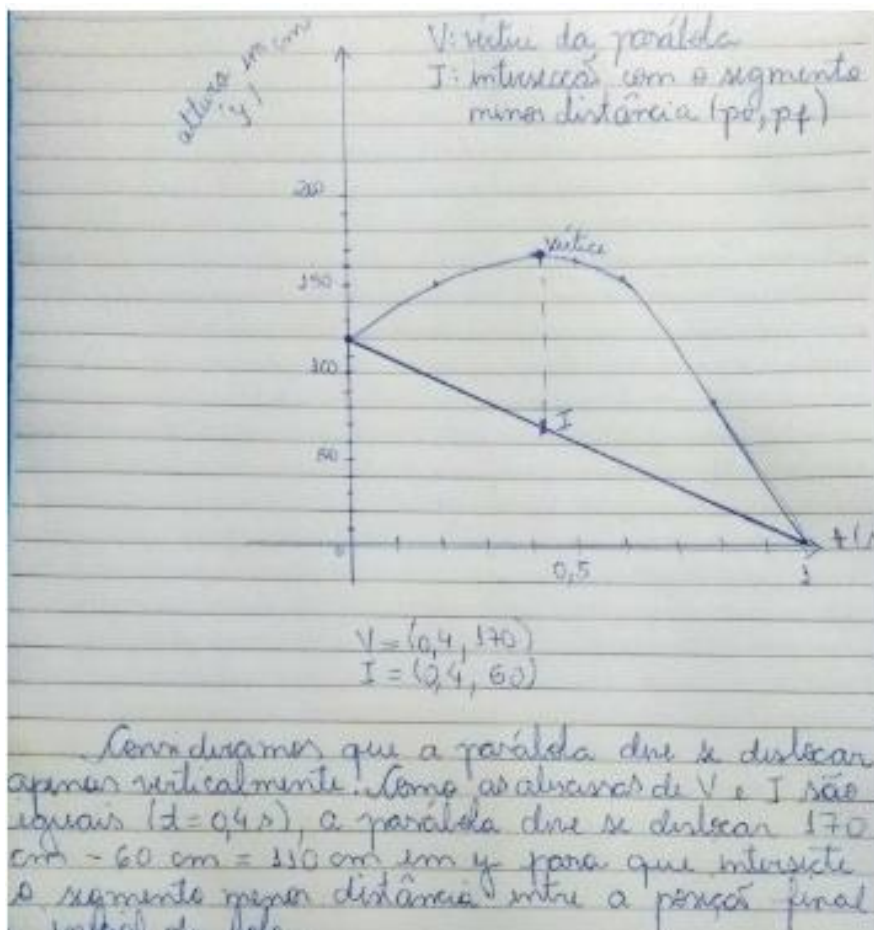 V: vértice da parábola
I: intersecção com o segmento
menor distância (po, pf)
altura em cm
(y)
200
vértice
150
100
I
50
0
0,5
1
t(s
V = (0,4, 170)
I = (0,4, 60)
Consideramos que a parábola deve se deslocar
apenas verticalmente. Como as abscissas de V e I são
iguais (t=0,4s), a parábola deve se deslocar 170
cm - 60 cm = 110 cm em y para que intersecte
o segmento menor distância entre a posição final